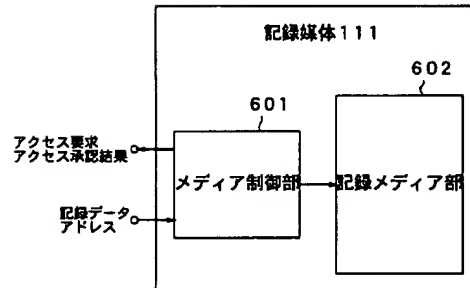 記録媒体111
601
602
アクセス要求
アクセス承認結果
メディア制御部
記録メディア部
記録データ
アドレス